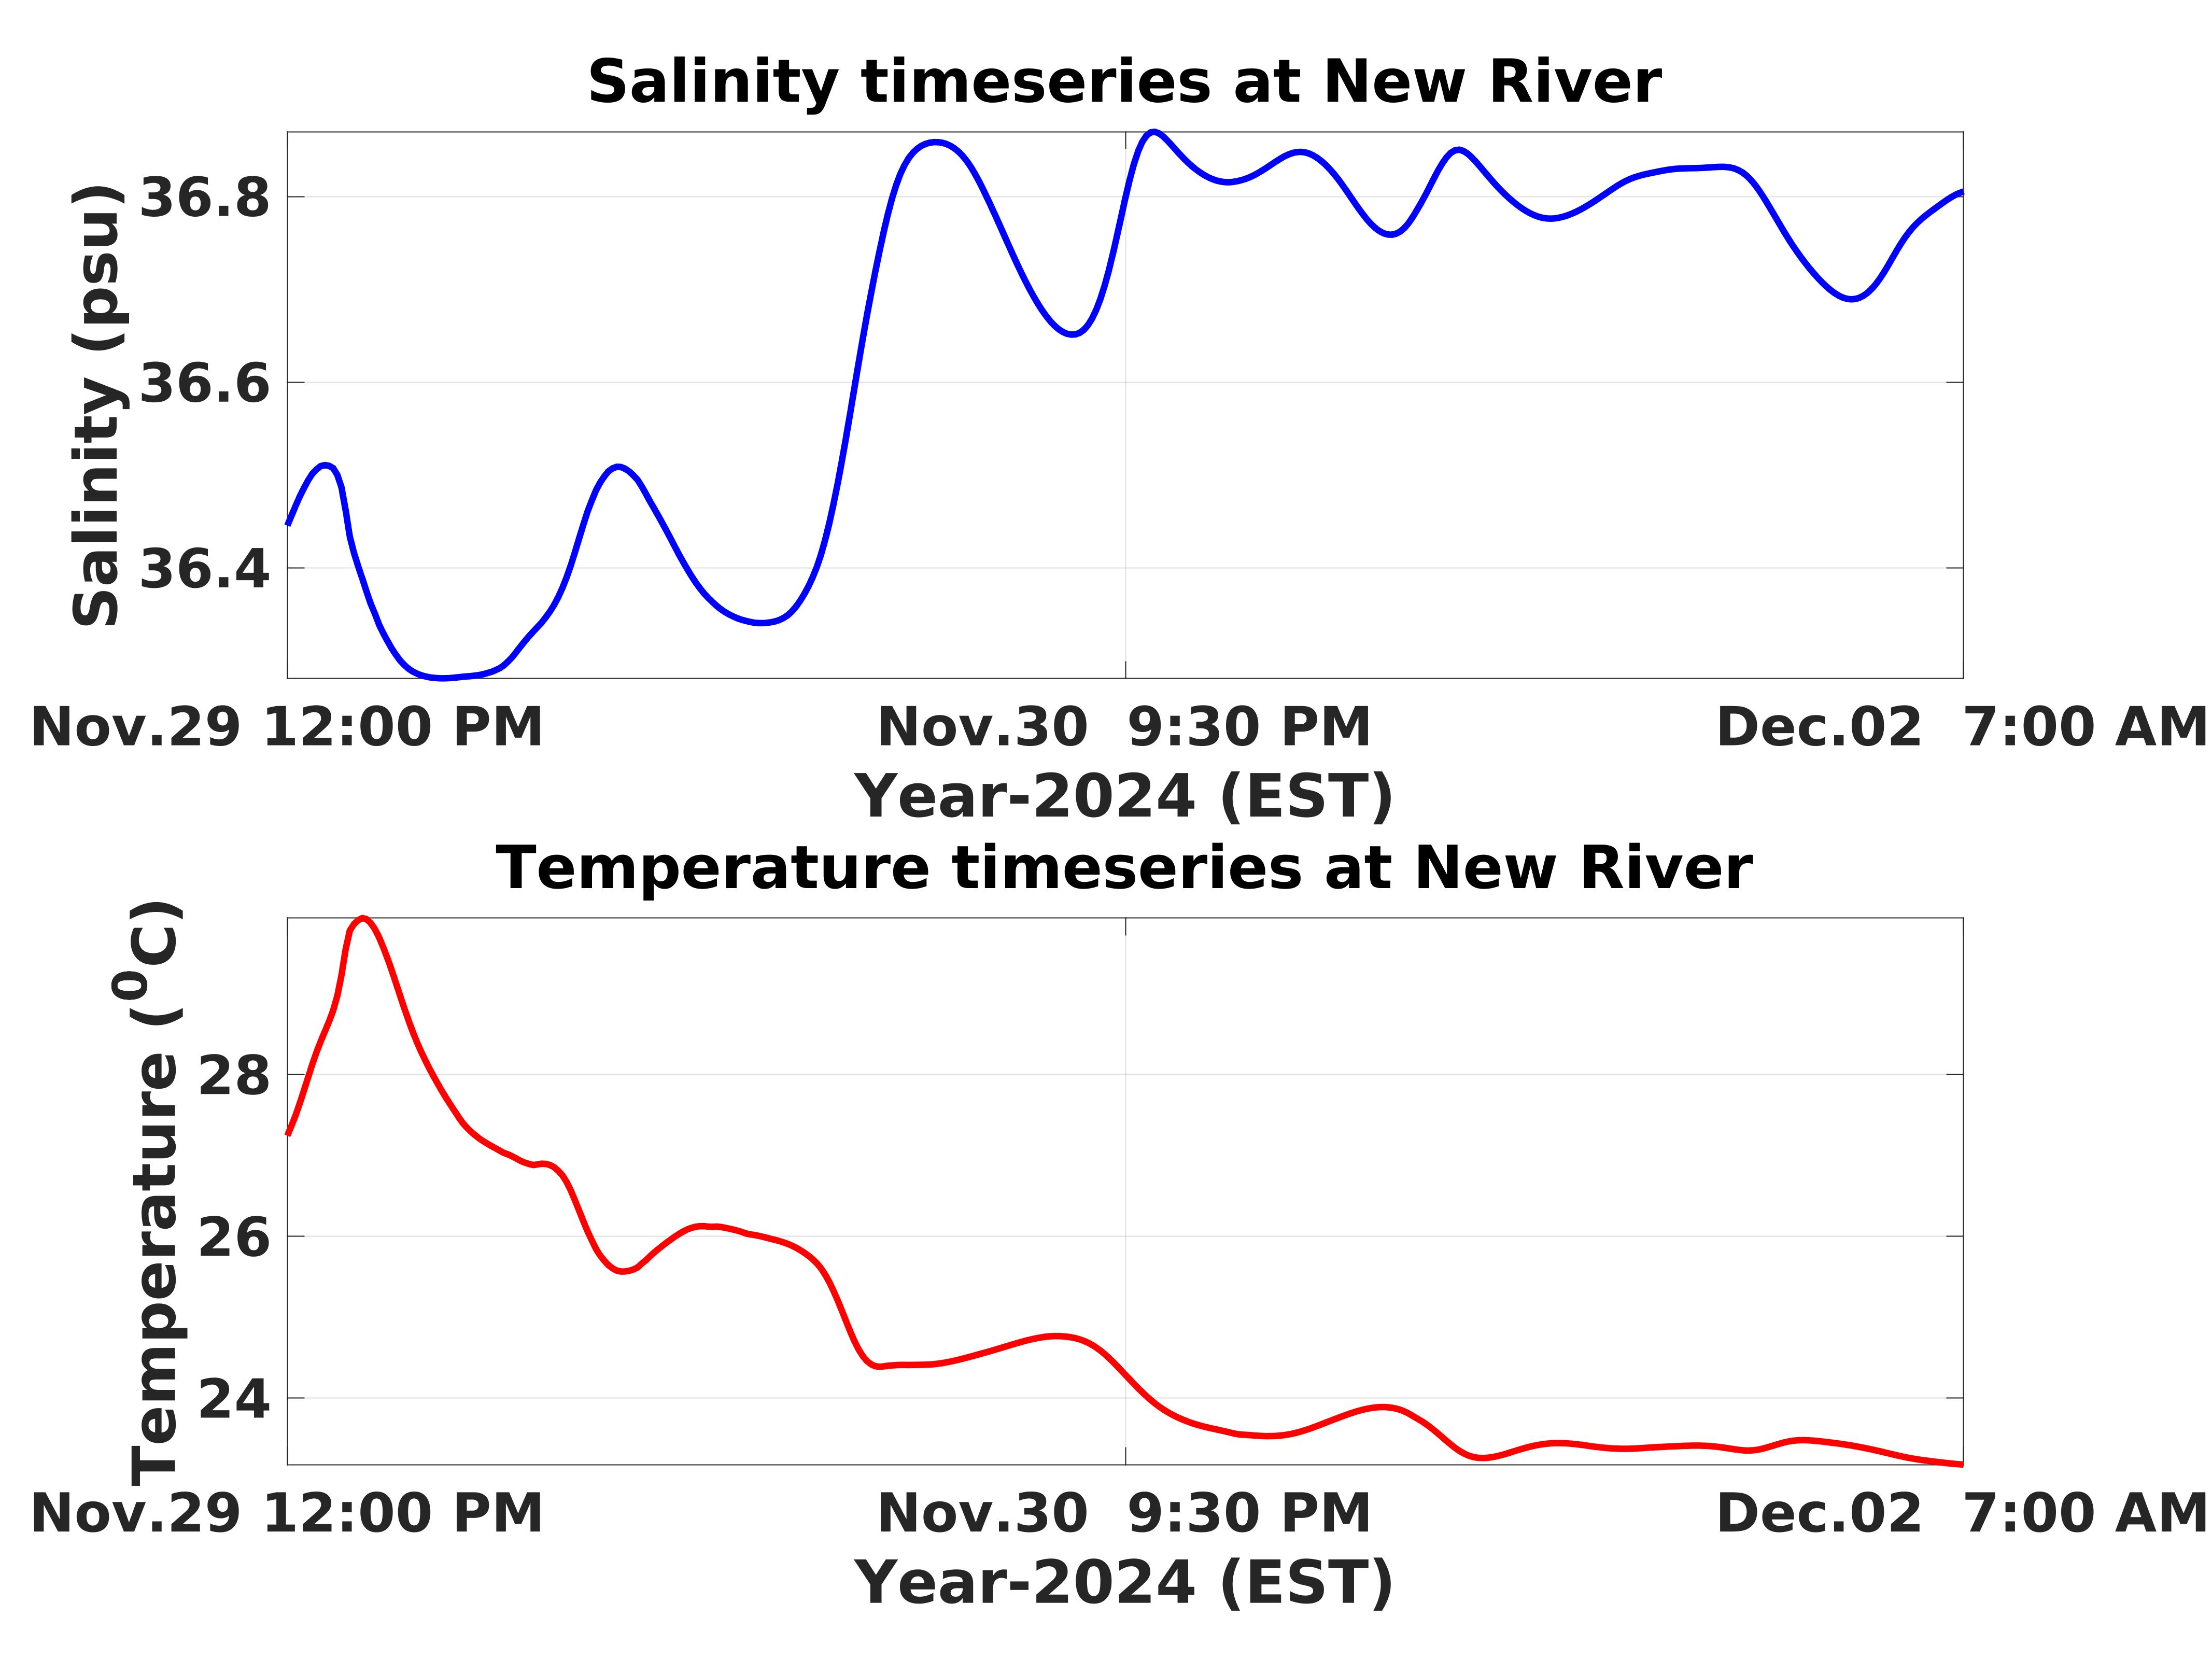 Salinity timeseries at New River
Salinity (psu)
36.8
36.6
36.4
Nov.29 12:00 PM Nov.30 9:30 PM Dec.02 7:00 AM
Year-2024 (EST)
Temperature timeseries at New River
Temperature (⁰C)
28
26
24
Nov.29 12:00 PM Nov.30 9:30 PM Dec.02 7:00 AM
Year-2024 (EST)